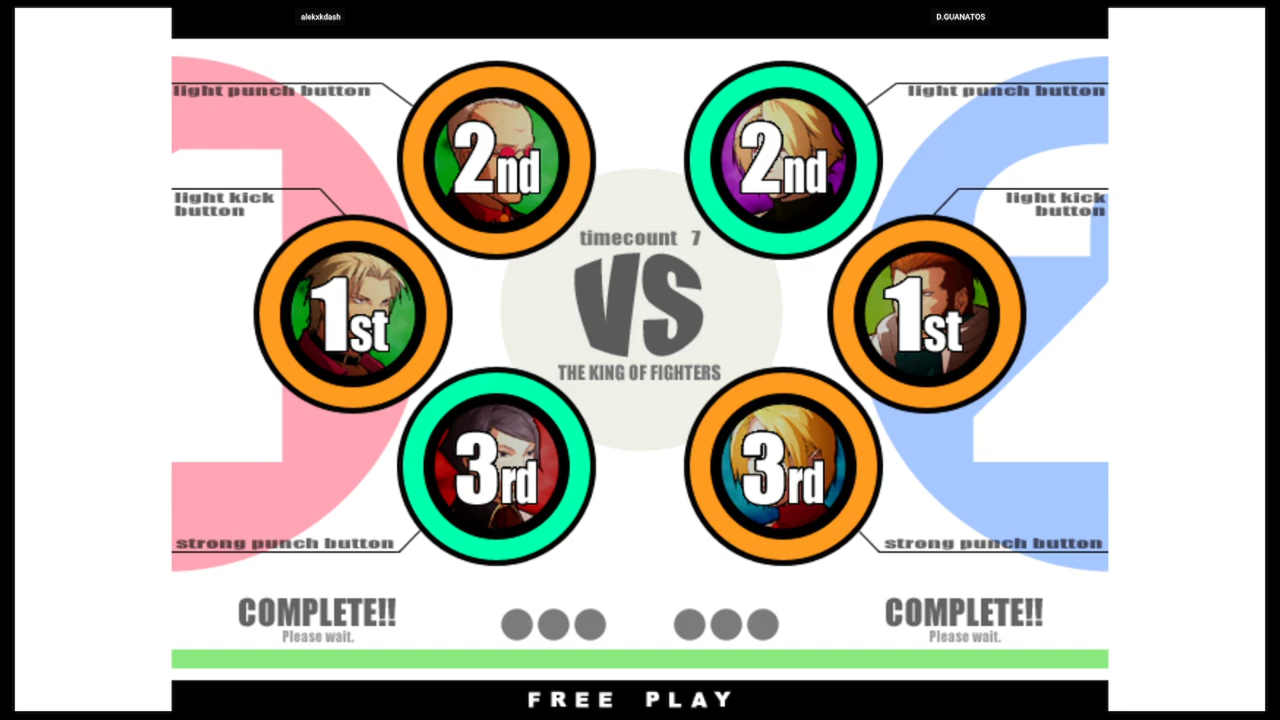 alekxkdash
D.GUANATOS
light punch button
light punch button
2nd
2nd
light kick
button
light kick
button
timecount 7
VS
THE KING OF FIGHTERS
1st
1st
3rd
3rd
strong punch button
strong punch button
COMPLETE!!
Please wait.
COMPLETE!!
Please wait.
FREE PLAY